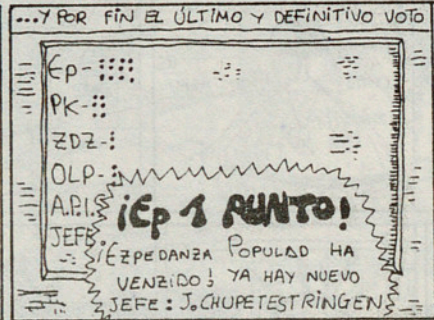 ...Y POR FIN EL ÚLTIMO Y DEFINITIVO VOTO
Ep-
PK-
ZDZ-
OLP-
A.P.I.
JEFE.
¡Ep 1 PUNTO!
¡EZPEDANZA POPULAD HA
VENZIDO! YA HAY NUEVO
JEFE: J. CHUPETESTRINGEN